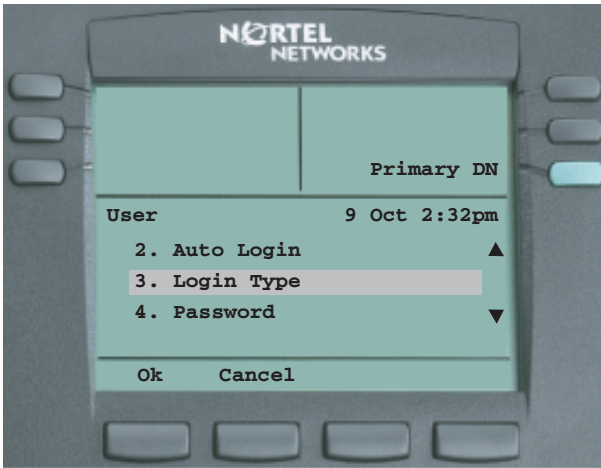 NORTEL
NETWORKS
Primary DN
User 9 Oct 2:32pm
2. Auto Login
3. Login Type
4. Password
Ok Cancel